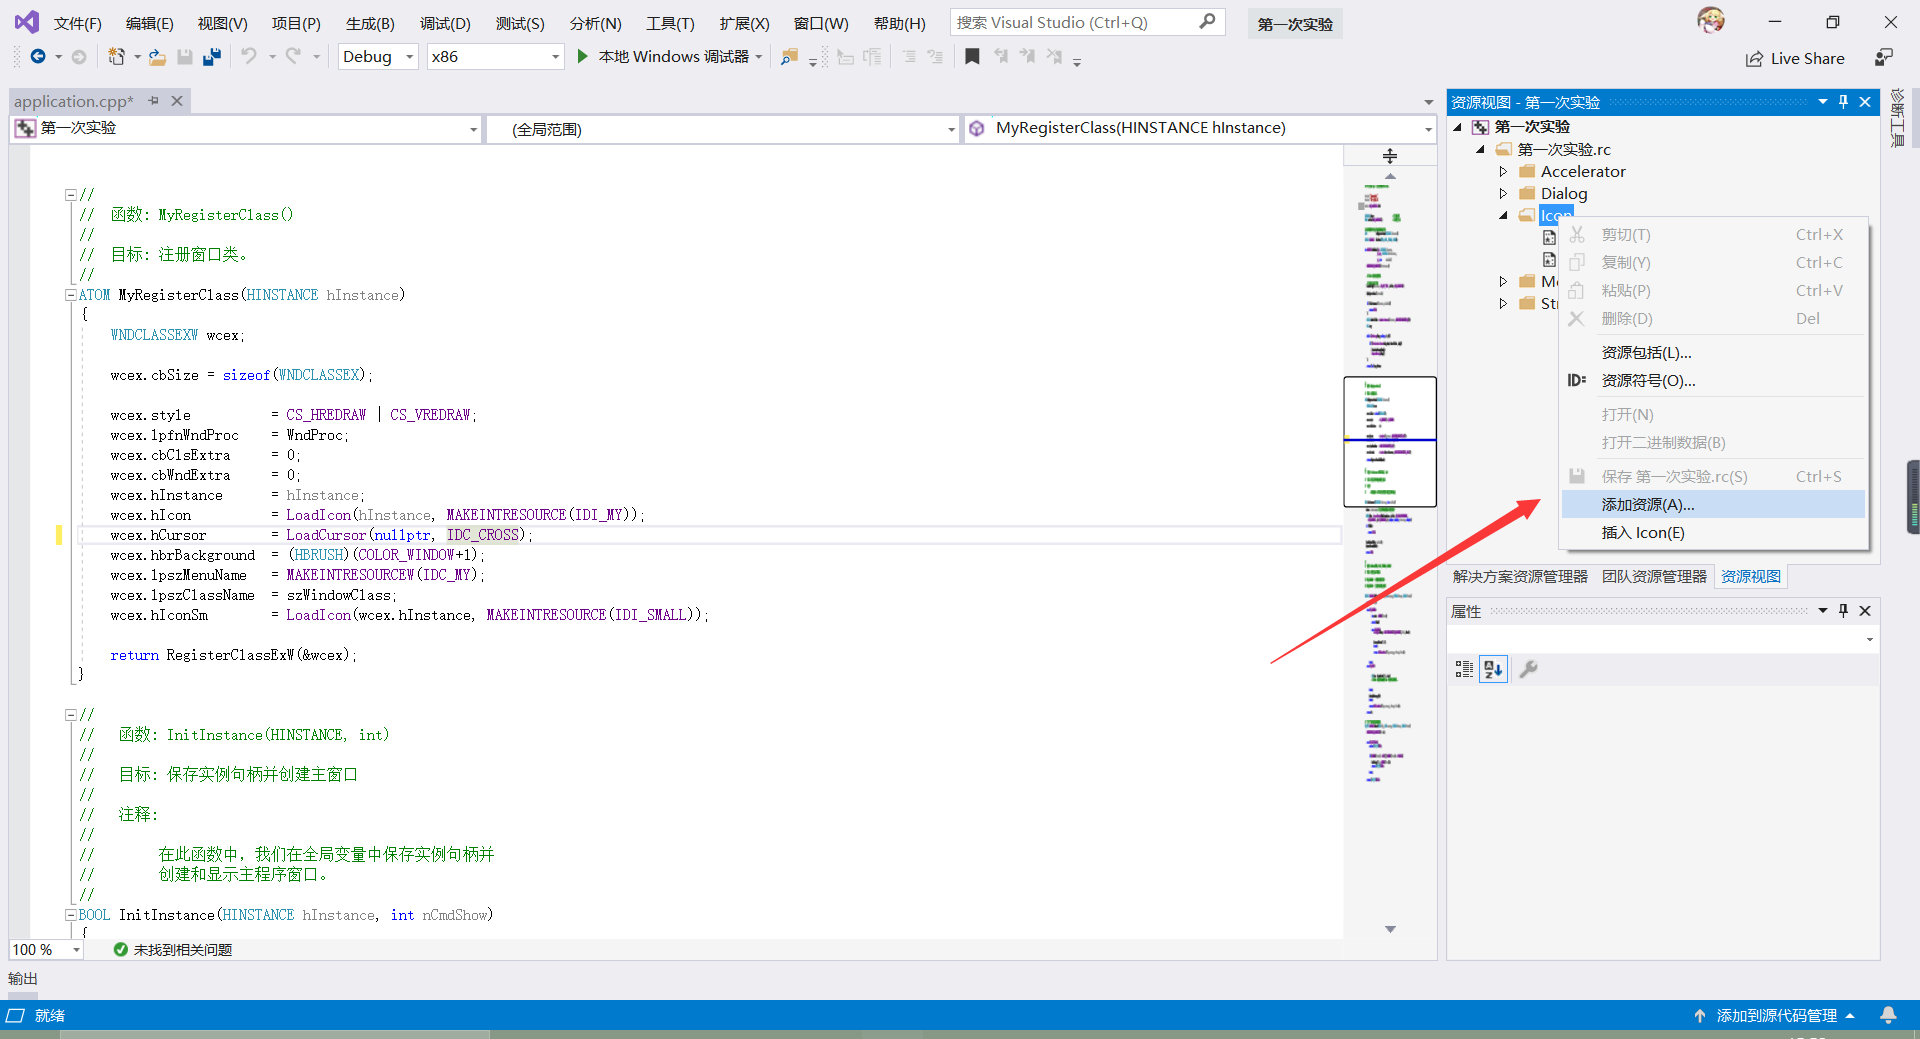 文件(F) 编辑(E) 视图(V) 项目(P) 生成(B) 调试(D) 测试(S) 分析(N) 工具(T) 扩展(X) 窗口(W) 帮助(H) 搜索 Visual Studio (Ctrl+Q) 第一次实验
Debug x86 本地 Windows 调试器 Live Share
application.cpp*
第一次实验 (全局范围) MyRegisterClass(HINSTANCE hInstance)
//
//  函数: MyRegisterClass()
//
//  目标: 注册窗口类。
//
ATOM MyRegisterClass(HINSTANCE hInstance)
{
    WNDCLASSEXW wcex;
    wcex.cbSize = sizeof(WNDCLASSEX);
    wcex.style          = CS_HREDRAW | CS_VREDRAW;
    wcex.lpfnWndProc    = WndProc;
    wcex.cbClsExtra     = 0;
    wcex.cbWndExtra     = 0;
    wcex.hInstance      = hInstance;
    wcex.hIcon          = LoadIcon(hInstance, MAKEINTRESOURCE(IDI_MY));
    wcex.hCursor        = LoadCursor(nullptr, IDC_CROSS);
    wcex.hbrBackground  = (HBRUSH)(COLOR_WINDOW+1);
    wcex.lpszMenuName   = MAKEINTRESOURCEW(IDC_MY);
    wcex.lpszClassName  = szWindowClass;
    wcex.hIconSm        = LoadIcon(wcex.hInstance, MAKEINTRESOURCE(IDI_SMALL));
    return RegisterClassExW(&wcex);
}
//
//   函数: InitInstance(HINSTANCE, int)
//
//   目标: 保存实例句柄并创建主窗口
//
//   注释:
//
//        在此函数中，我们在全局变量中保存实例句柄并
//        创建和显示主程序窗口。
//
BOOL InitInstance(HINSTANCE hInstance, int nCmdShow)
{
100 % 未找到相关问题
资源视图 - 第一次实验
第一次实验
第一次实验.rc
Accelerator
Dialog
Icon
剪切(T) Ctrl+X
复制(Y) Ctrl+C
粘贴(P) Ctrl+V
删除(D) Del
资源包括(L)...
ID= 资源符号(O)...
打开(N)
打开二进制数据(B)
保存 第一次实验.rc(S) Ctrl+S
添加资源(A)...
插入 Icon(E)
解决方案资源管理器 团队资源管理器 资源视图
属性
诊断工具
输出
就绪 添加到源代码管理